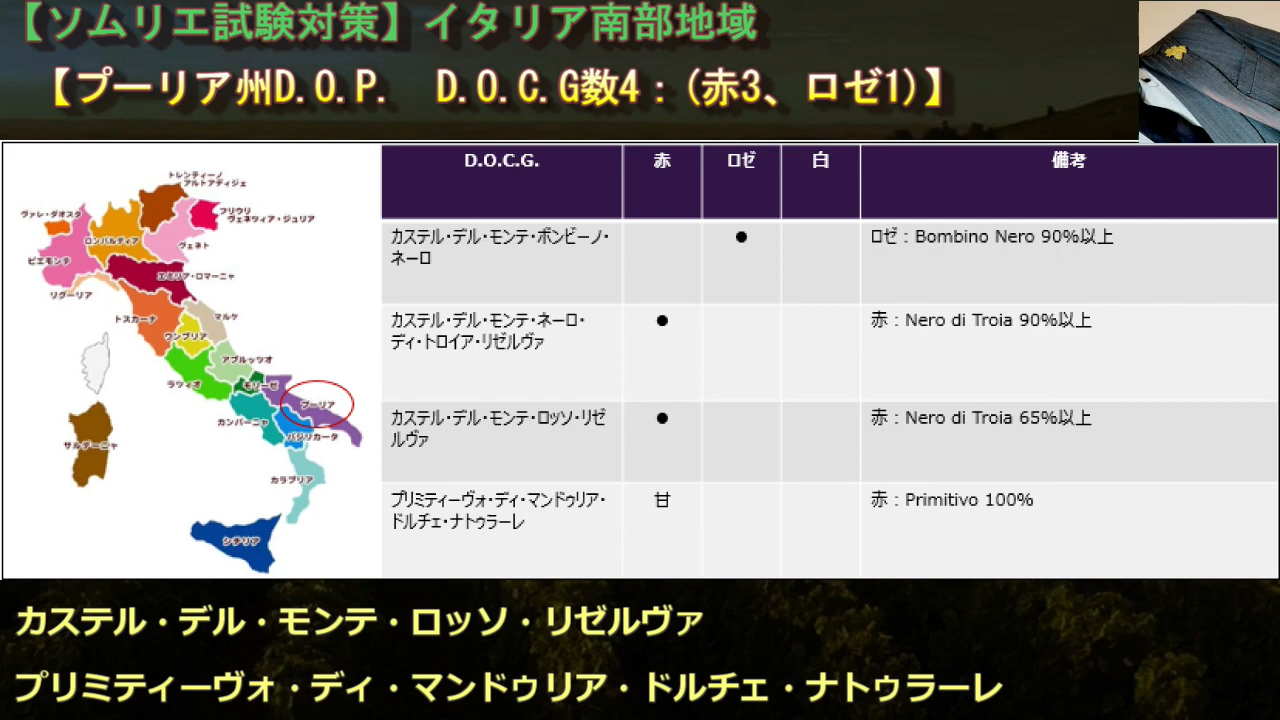 【ソムリエ試験対策】イタリア南部地域
【プーリア州D.O.P. D.O.C.G数4：(赤3、ロゼ1)】
トレンティーノ
アルトアディジェ
ヴァレ・ダオスタ
フリウリ
ヴェネツィア・ジュリア
ロンバルディア
ヴェネト
ピエモンテ
エミリア・ロマーニャ
リグーリア
トスカーナ
マルケ
ウンブリア
アブルッツオ
ラツィオ
モリーゼ
プーリア
カンパーニャ
バジリカータ
サルデーニャ
カラブリア
シチリア
D.O.C.G. 赤 ロゼ 白 備考
カステル・デル・モンテ・ボンビーノ・
ネーロ
● ロゼ：Bombino Nero 90%以上
カステル・デル・モンテ・ネーロ・
ディ・トロイア・リゼルヴァ
● 赤：Nero di Troia 90%以上
カステル・デル・モンテ・ロッソ・リゼ
ルヴァ
● 赤：Nero di Troia 65%以上
プリミティーヴォ・ディ・マンドゥリア・
ドルチェ・ナトゥラーレ
甘 赤：Primitivo 100%
カステル・デル・モンテ・ロッソ・リゼルヴァ
プリミティーヴォ・ディ・マンドゥリア・ドルチェ・ナトゥラーレ